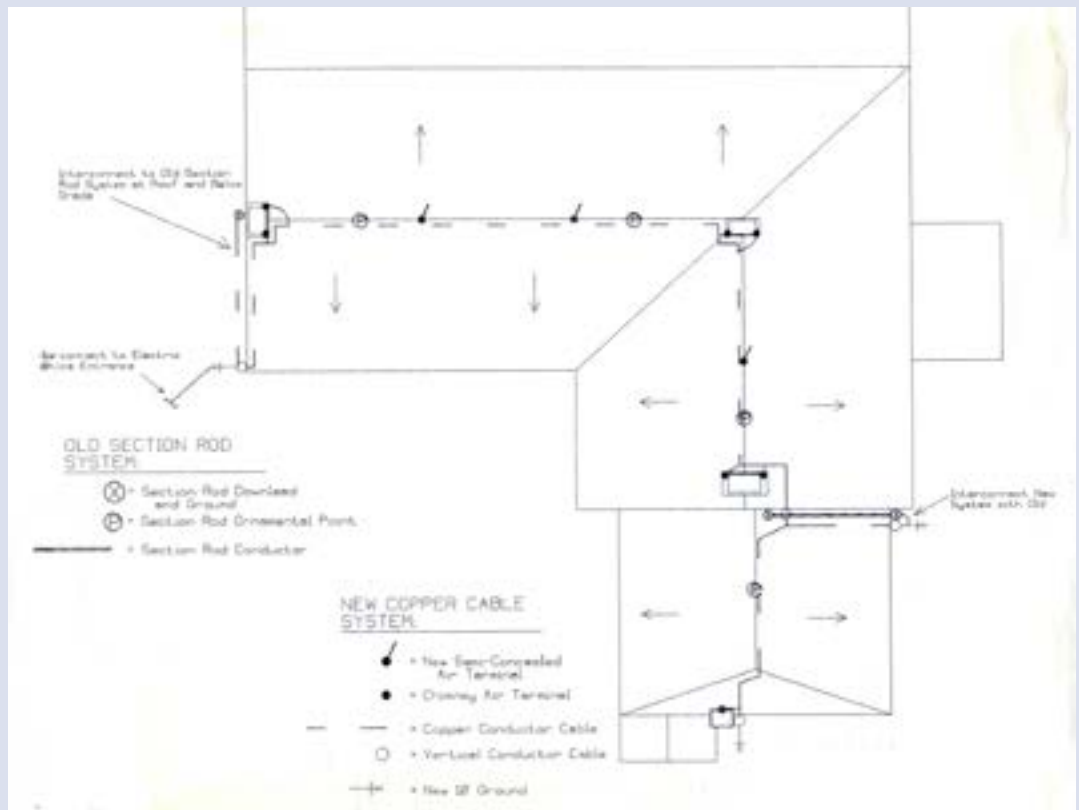 Interconnect to Old Section
Rod System at Roof and Below
Grade
to Electric
Entrance
OLD SECTION ROD
SYSTEM:
X = Section Rod Downlead
and Ground
P = Section Rod Ornamental Point
= Section Rod Conductor
Interconnect New
System with Old
NEW COPPER CABLE
SYSTEM:
= New Semi-Concealed
Air Terminal
= Chimney Air Terminal
= Copper Conductor Cable
= Vertical Conductor Cable
= New Ground
P
P
P
P